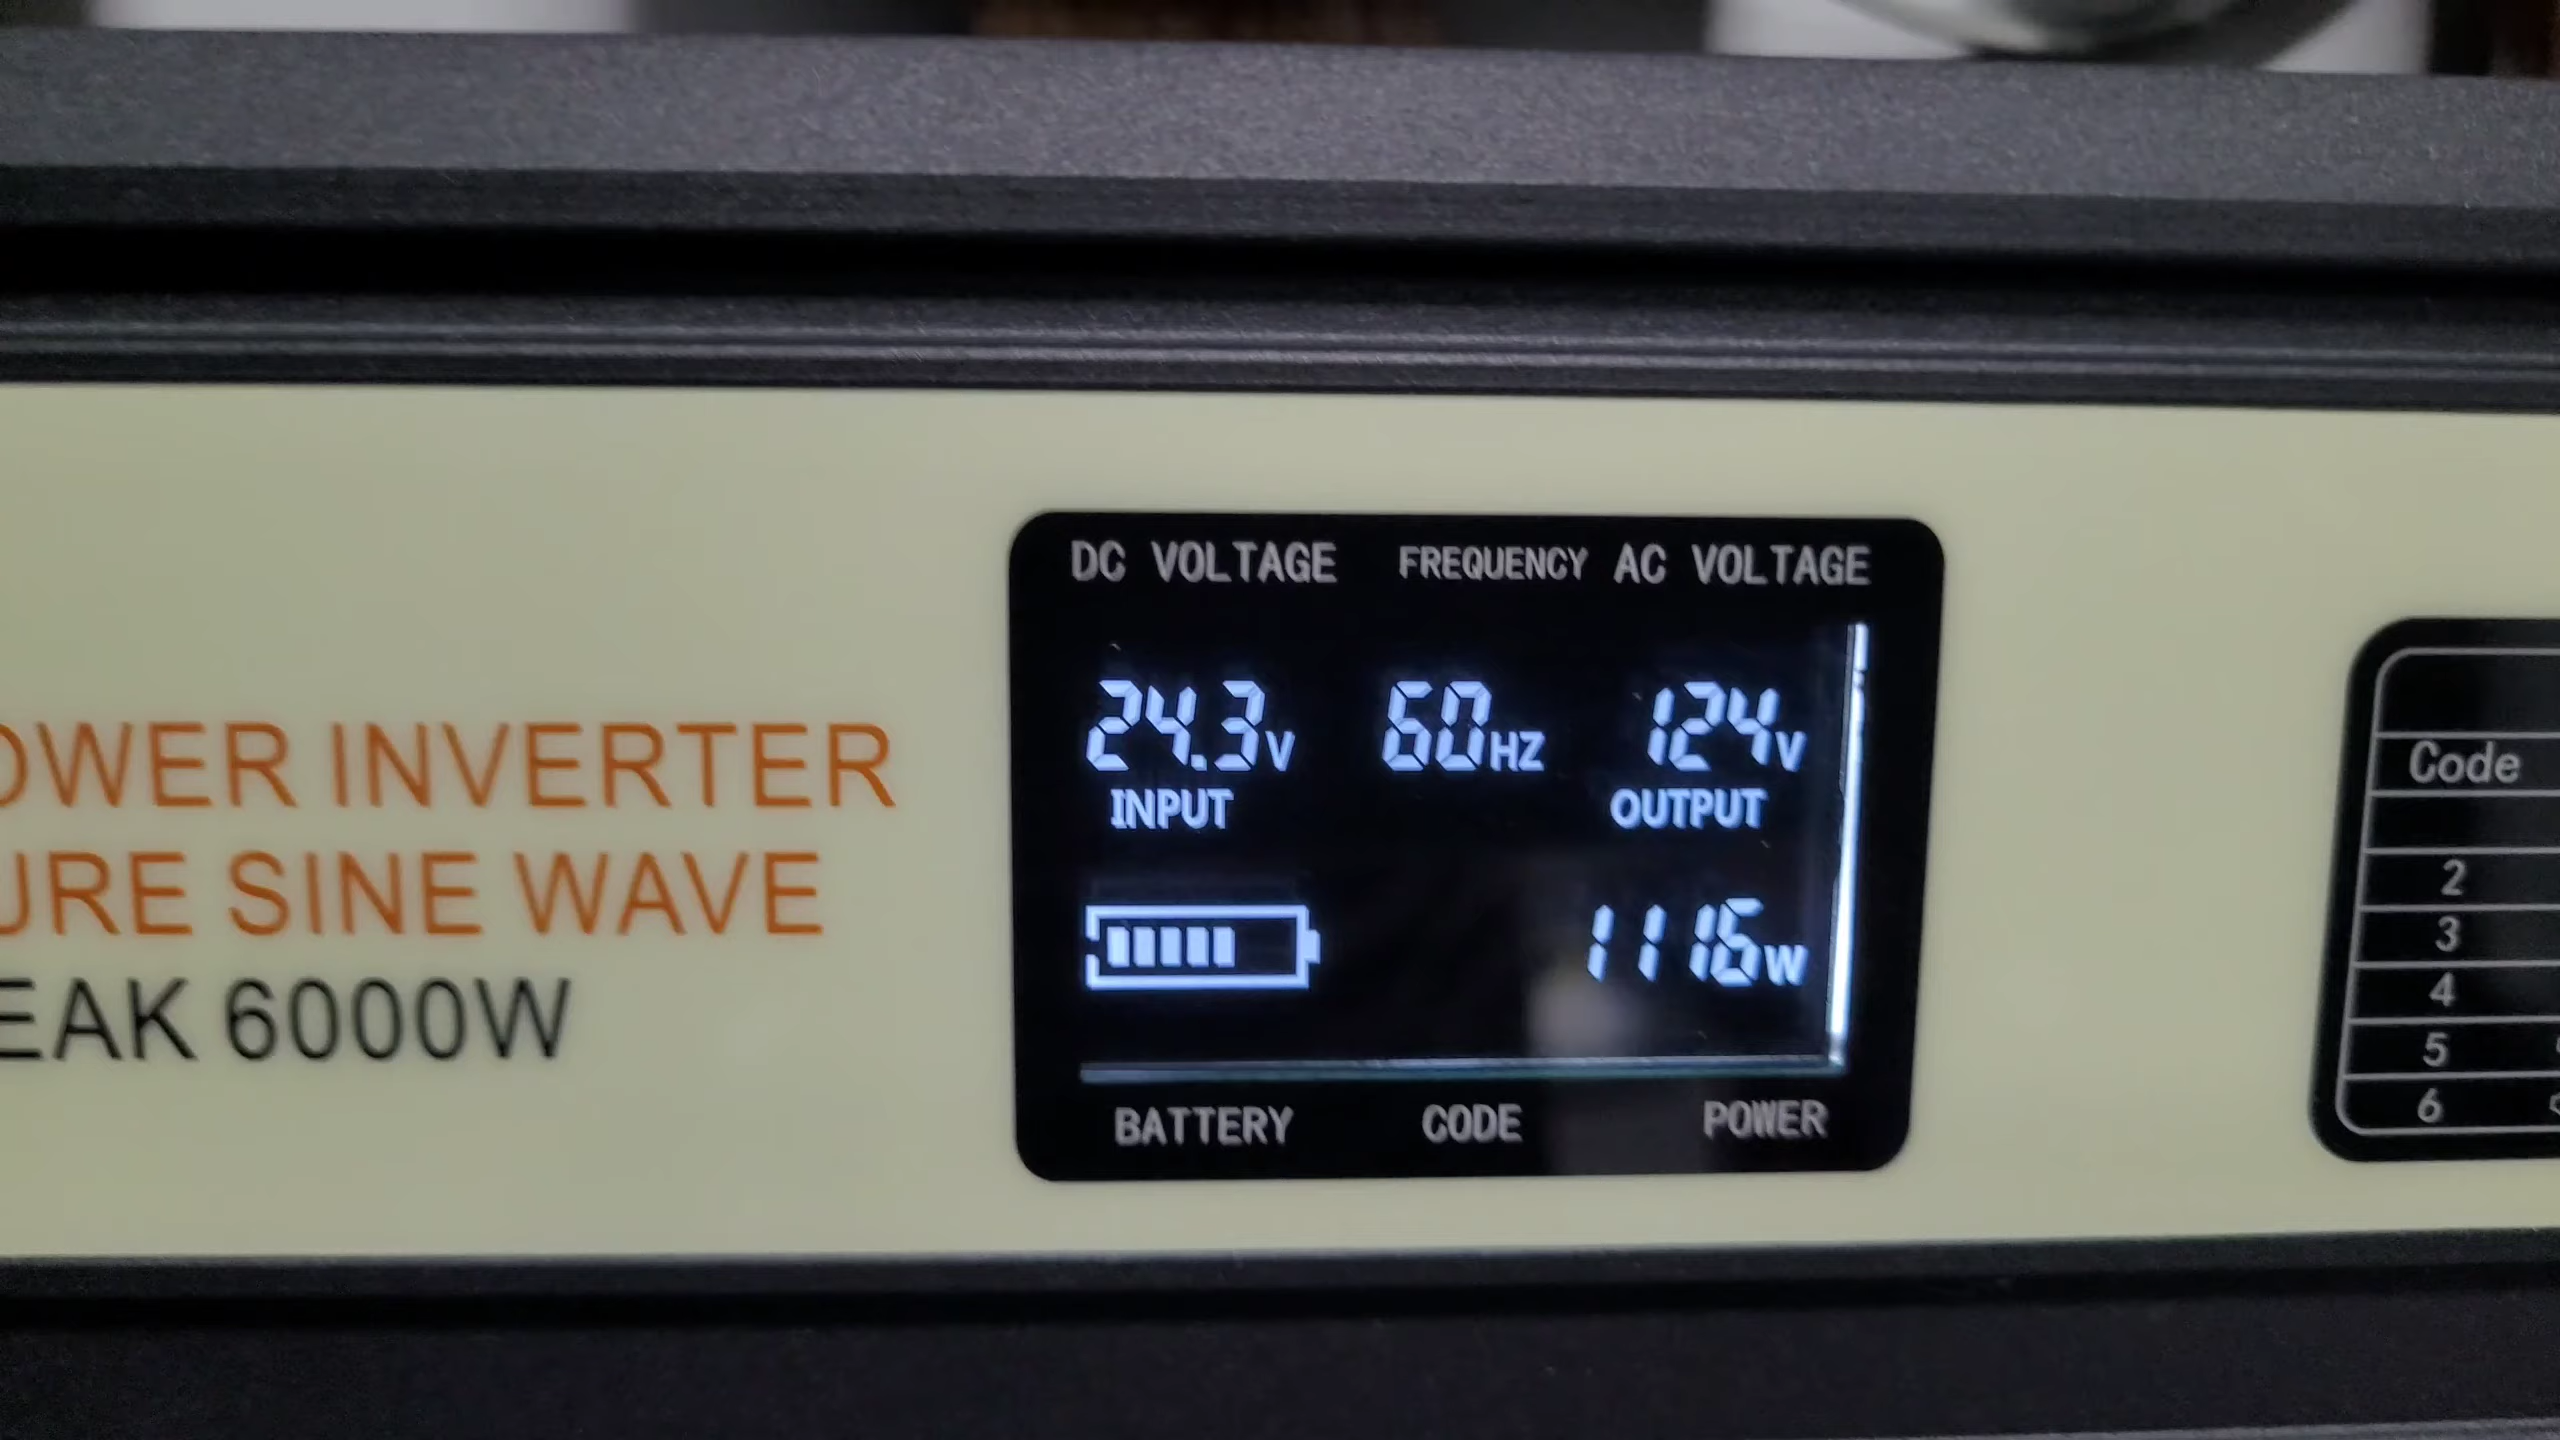 OWER INVERTER
URE SINE WAVE
EAK 6000W
DC VOLTAGE FREQUENCY AC VOLTAGE
24.3V 60HZ 124V
INPUT OUTPUT
1116W
BATTERY CODE POWER
Code
2
3
4
5
6